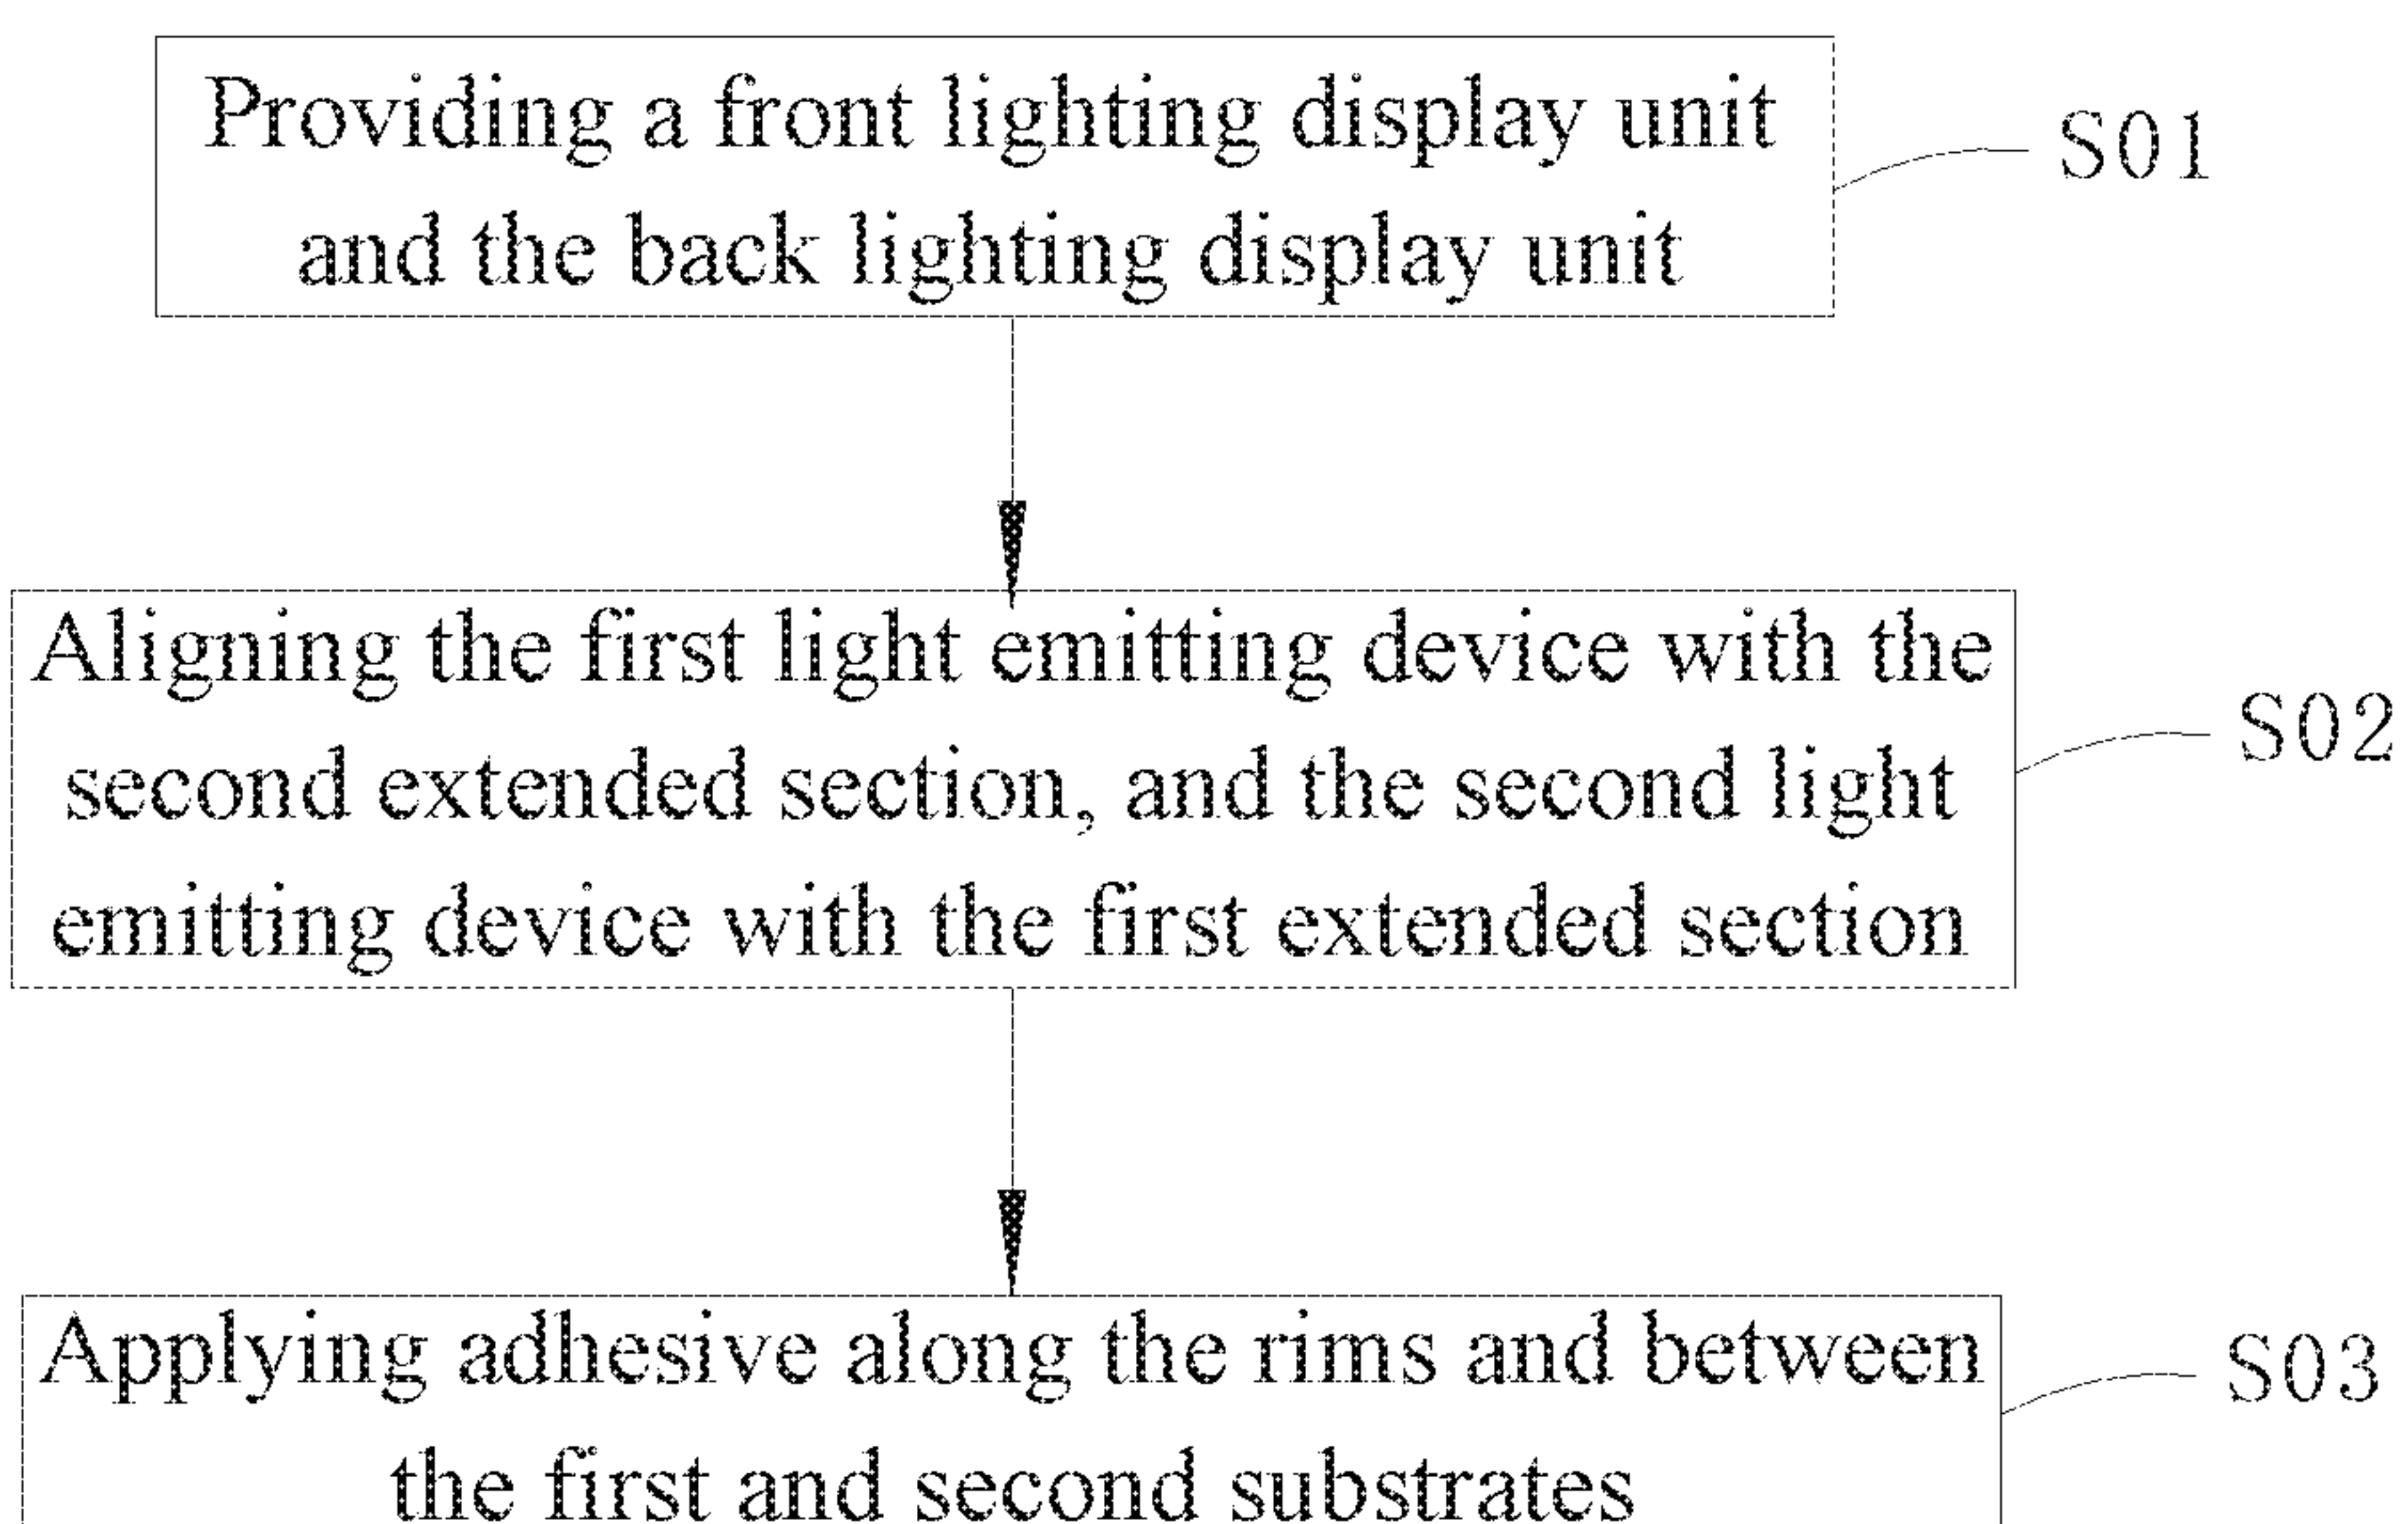 Providing a front lighting display unit
and the back lighting display unit
S01
Aligning the first light emitting device with the
second extended section, and the second light
emitting device with the first extended section
S02
Applying adhesive along the rims and between
the first and second substrates
S03